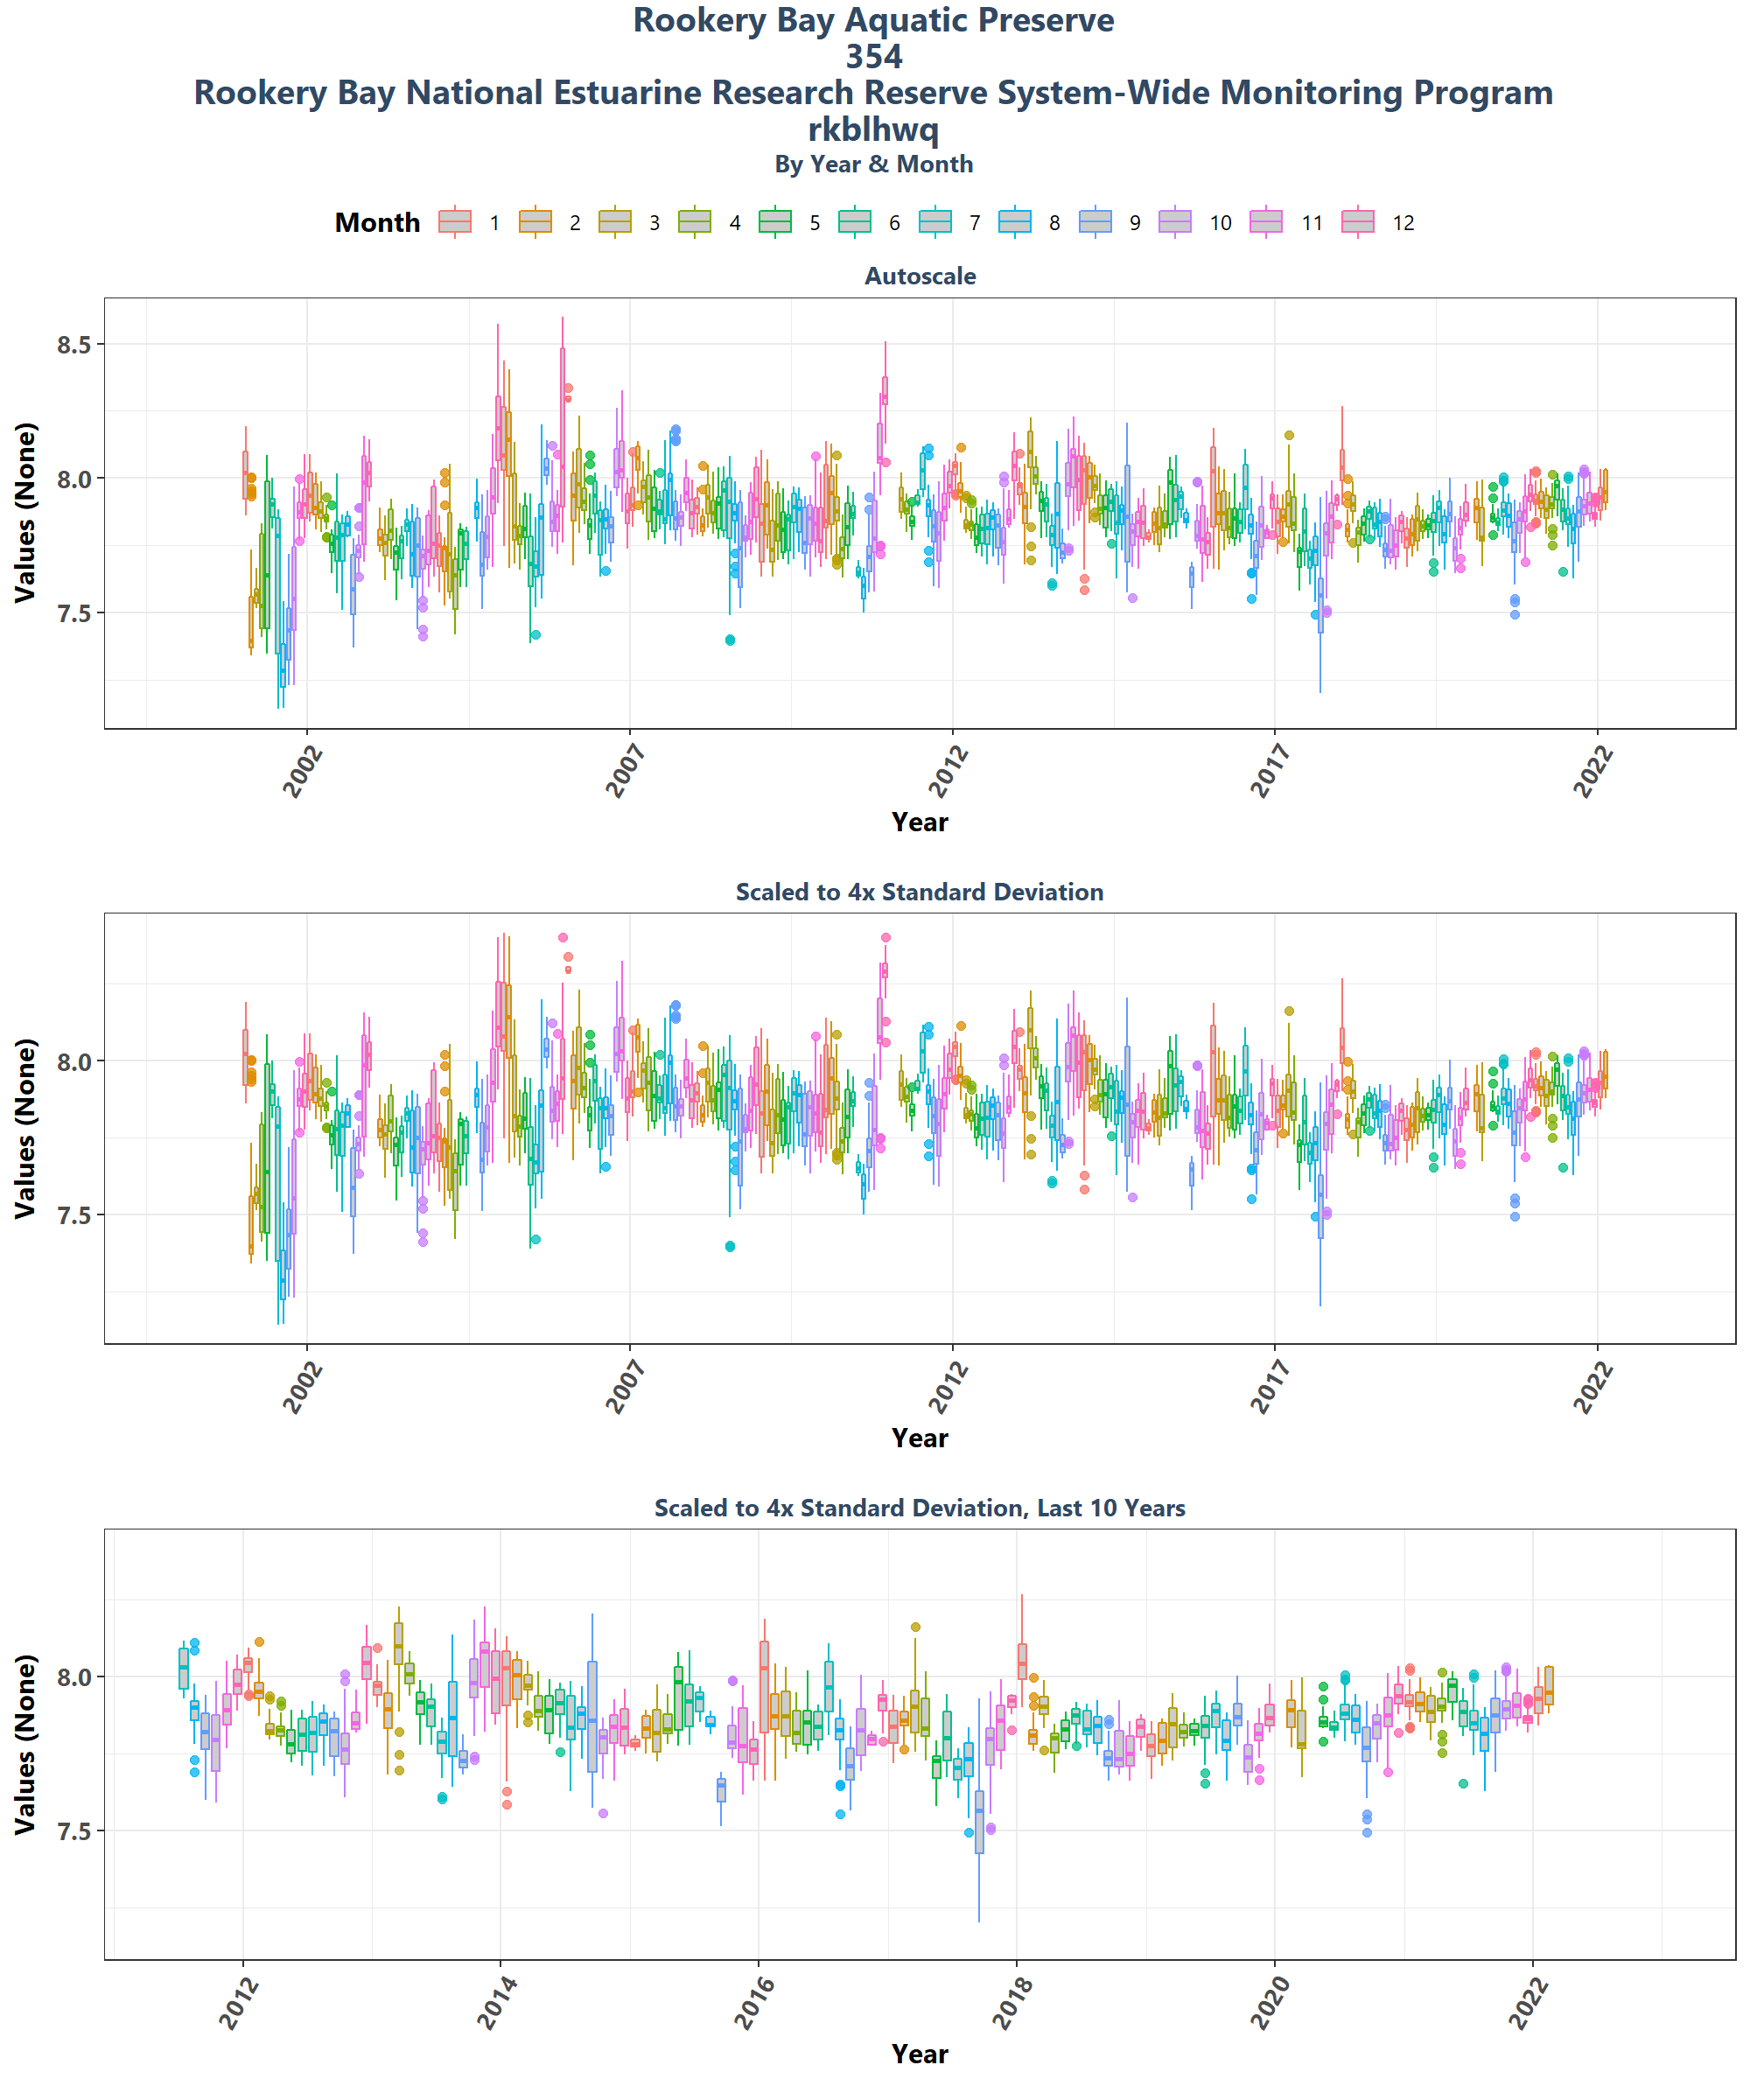 Rookery Bay Aquatic Preserve
354
Rookery Bay National Estuarine Research Reserve System-Wide Monitoring Program
rkblhwq
By Year & Month
Month 1 2 3 4 5 6 7 8 9 10 11 12
Autoscale
Values (None)
8.5
8.0
7.5
2002 2007 2012 2017 2022
Year
Scaled to 4x Standard Deviation
Values (None)
8.0
7.5
2002 2007 2012 2017 2022
Year
Scaled to 4x Standard Deviation, Last 10 Years
Values (None)
8.0
7.5
2012 2014 2016 2018 2020 2022
Year